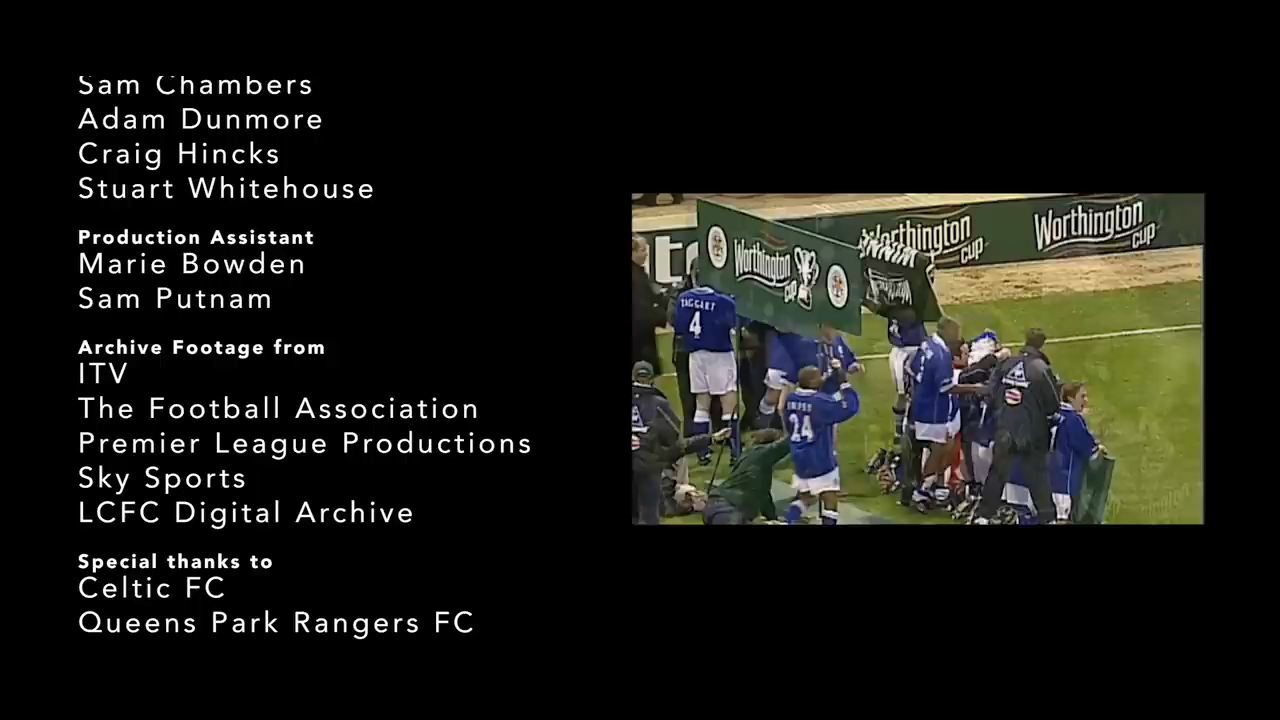 Sam Chambers
Adam Dunmore
Craig Hincks
Stuart Whitehouse
Production Assistant
Marie Bowden
Sam Putnam
Archive Footage from
ITV
The Football Association
Premier League Productions
Sky Sports
LCFC Digital Archive
Special thanks to
Celtic FC
Queens Park Rangers FC
Worthington
CUP
Worthington
CUP
Worthington
CUP
TAGGART
4
24